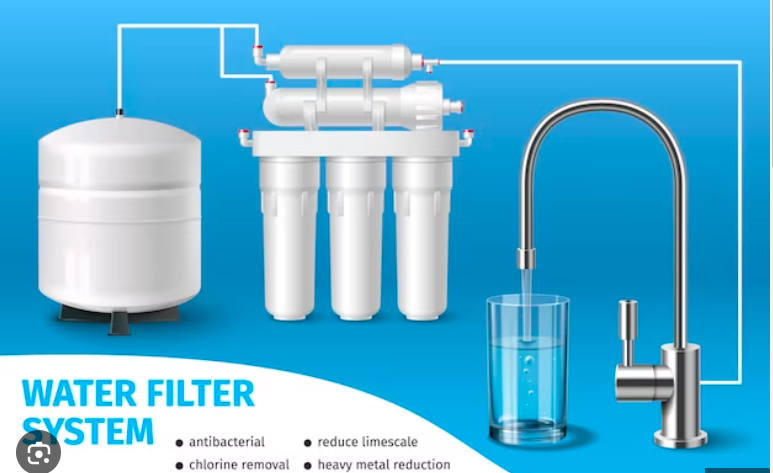 WATER FILTER
SYSTEM
antibacterial
reduce limescale
chlorine removal
heavy metal reduction